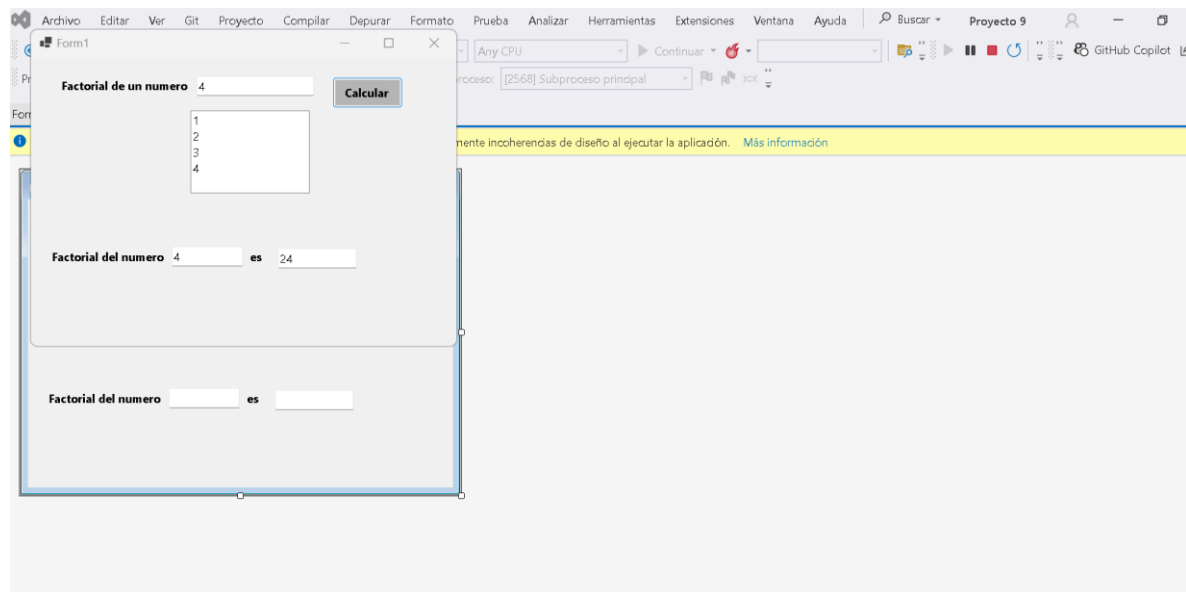 Archivo Editar Ver Git Proyecto Compilar Depurar Formato Prueba Analizar Herramientas Extensiones Ventana Ayuda Buscar Proyecto 9
Form1
Any CPU Continuar GitHub Copilot
Factorial de un numero 4 Calcular
roceso: [2568] Subproceso principal
1
2
3
4
mente incoherencias de diseño al ejecutar la aplicación. Más información
Factorial del numero 4 es 24
Factorial del numero es